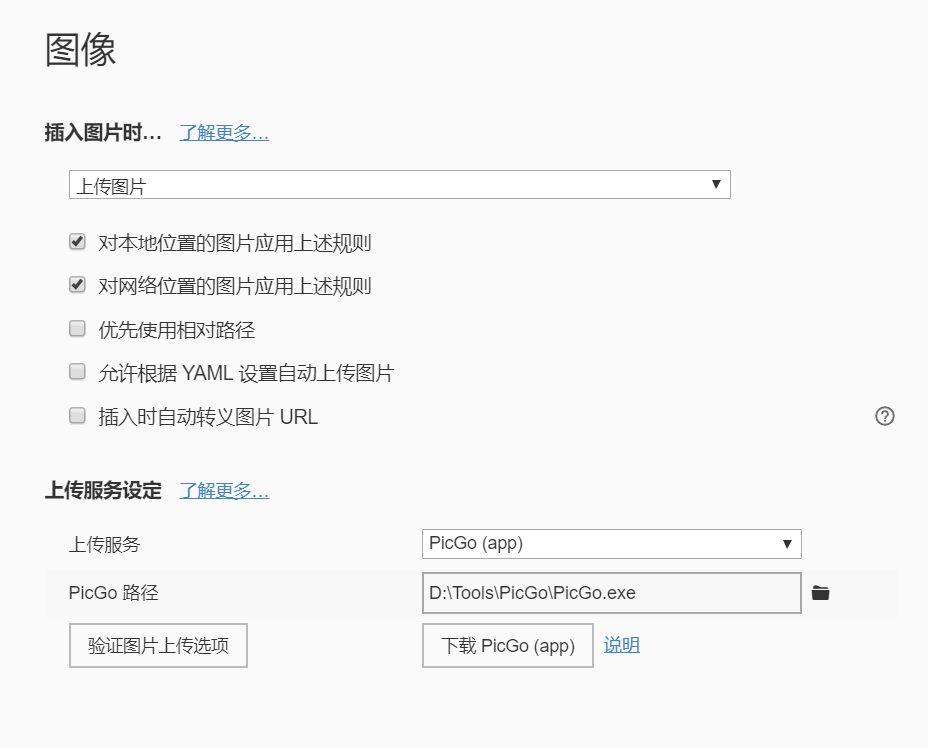 图像
插入图片时… 了解更多…
上传图片
对本地位置的图片应用上述规则
对网络位置的图片应用上述规则
优先使用相对路径
允许根据 YAML 设置自动上传图片
插入时自动转义图片 URL
上传服务设定 了解更多…
上传服务 PicGo (app)
PicGo 路径 D:\Tools\PicGo\PicGo.exe
验证图片上传选项 下载 PicGo (app) 说明